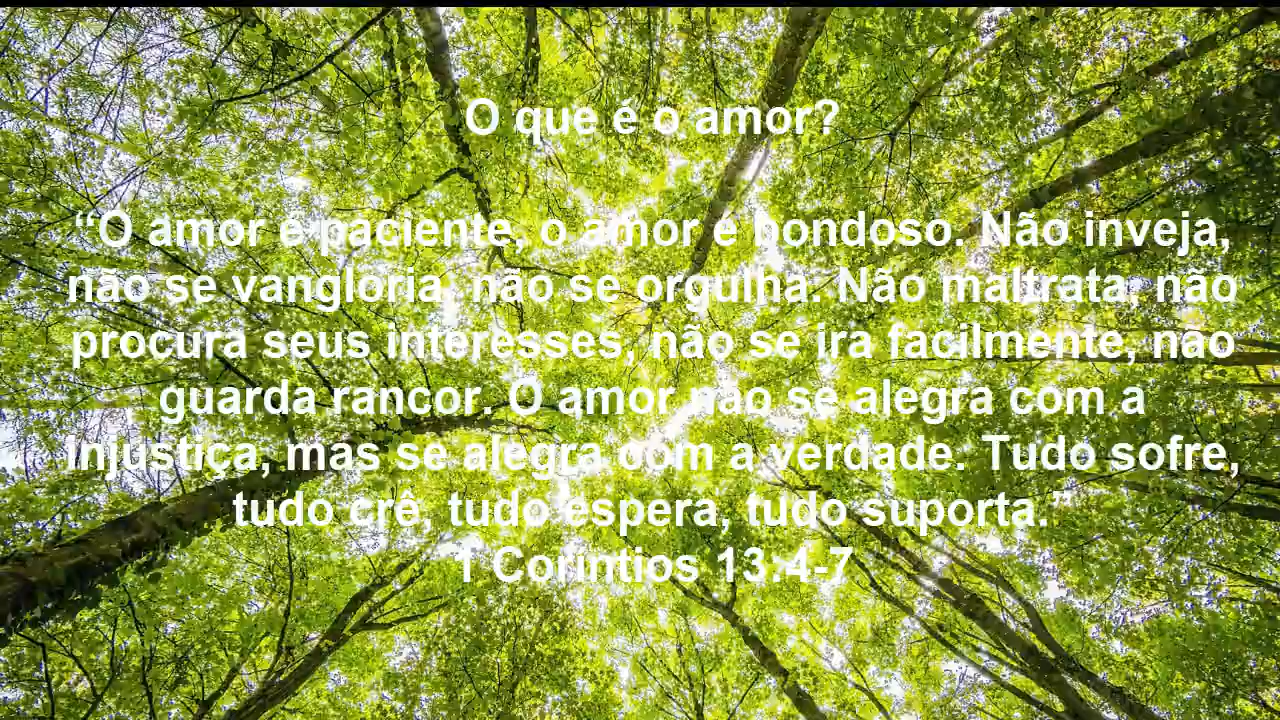 O que é o amor?
“O amor é paciente, o amor é bondoso. Não inveja,
não se vangloria, não se orgulha. Não maltrata, não
procura seus interesses, não se ira facilmente, não
guarda rancor. O amor não se alegra com a
injustiça, mas se alegra com a verdade. Tudo sofre,
tudo crê, tudo espera, tudo suporta.”
1 Coríntios 13:4-7